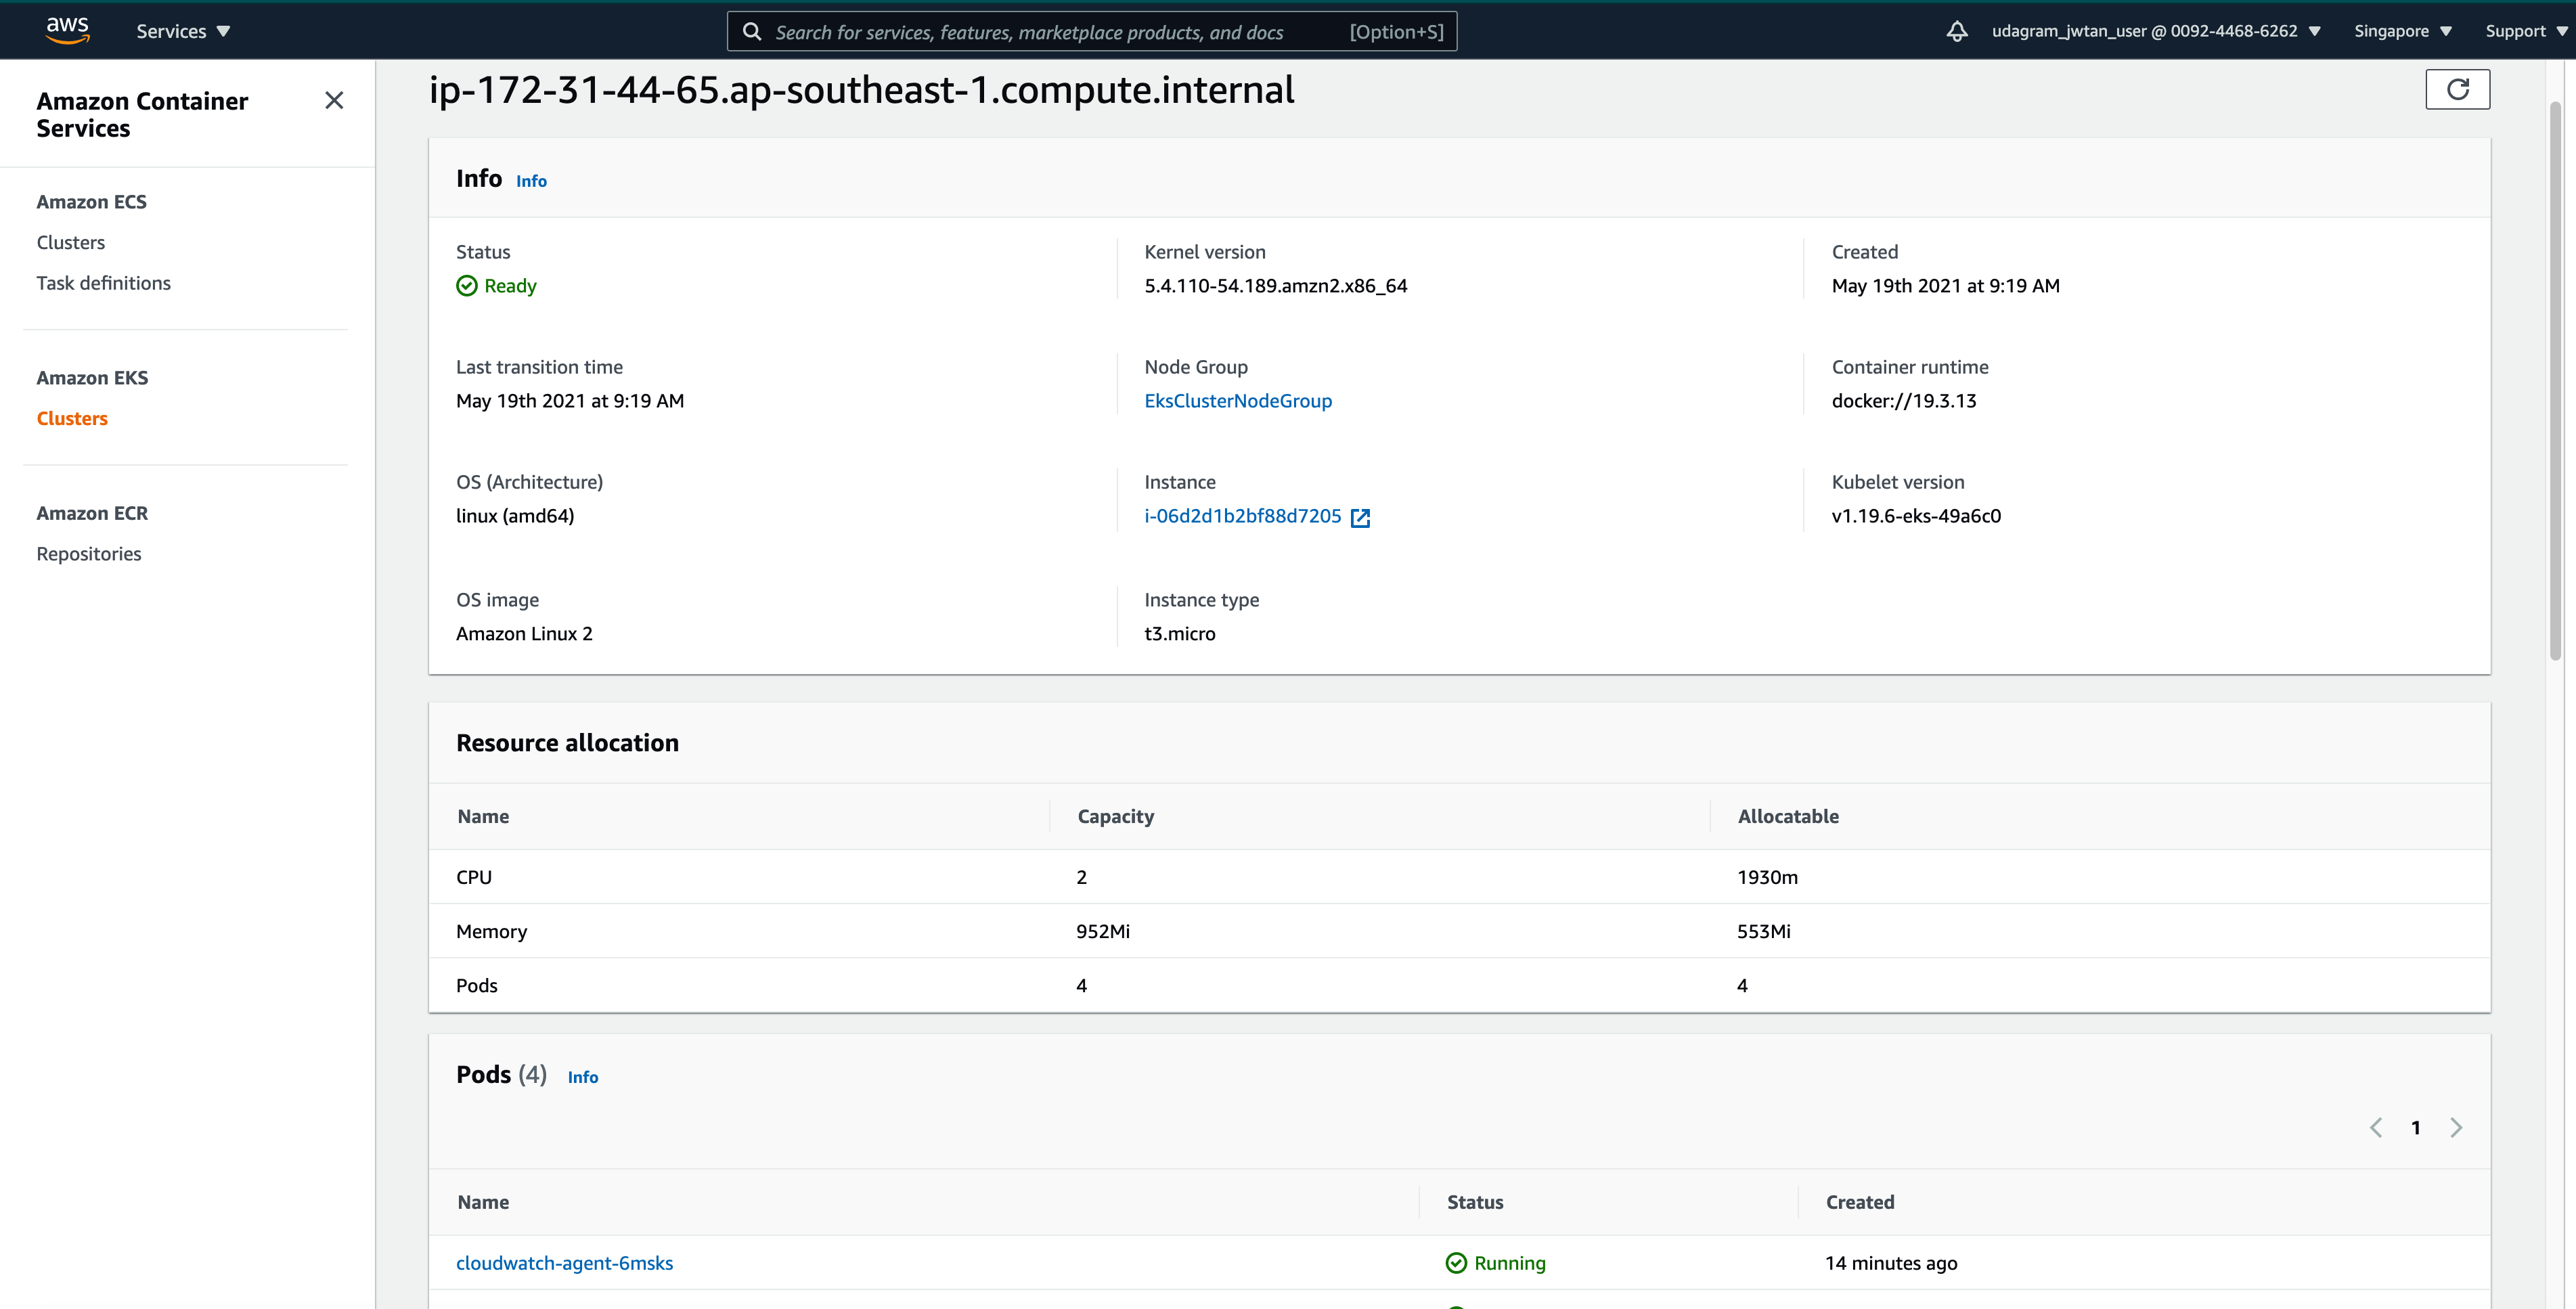 aws
Services
Search for services, features, marketplace products, and docs [Option+S]
udagram_jwtan_user @ 0092-4468-6262
Singapore
Support
Amazon Container Services
Amazon ECS
Clusters
Task definitions
Amazon EKS
Clusters
Amazon ECR
Repositories
ip-172-31-44-65.ap-southeast-1.compute.internal
Info Info
Status
Ready
Kernel version
5.4.110-54.189.amzn2.x86_64
Created
May 19th 2021 at 9:19 AM
Last transition time
May 19th 2021 at 9:19 AM
Node Group
EksClusterNodeGroup
Container runtime
docker://19.3.13
OS (Architecture)
linux (amd64)
Instance
i-06d2d1b2bf88d7205
Kubelet version
v1.19.6-eks-49a6c0
OS image
Amazon Linux 2
Instance type
t3.micro
Resource allocation
Name Capacity Allocatable
CPU 2 1930m
Memory 952Mi 553Mi
Pods 4 4
Pods (4) Info
1
Name Status Created
cloudwatch-agent-6msks Running 14 minutes ago